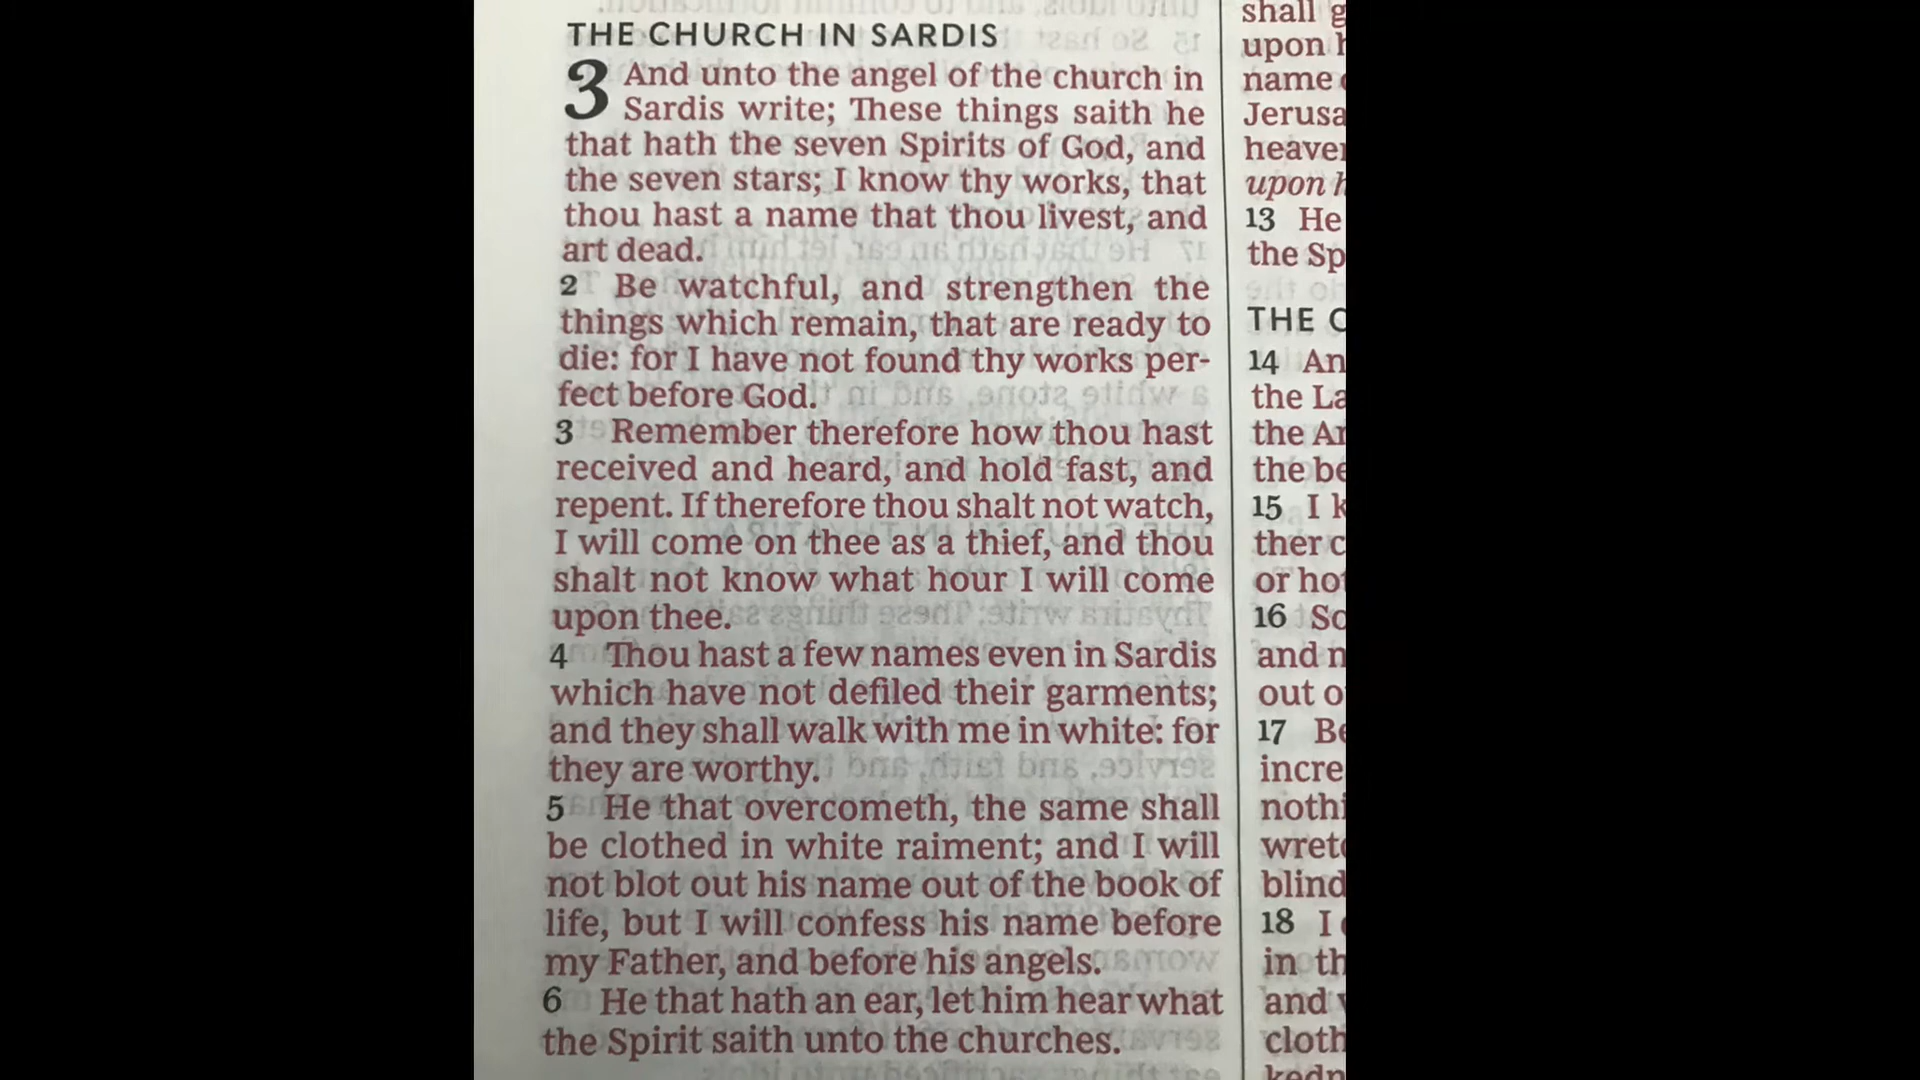 THE CHURCH IN SARDIS
3 And unto the angel of the church in
Sardis write; These things saith he
that hath the seven Spirits of God, and
the seven stars; I know thy works, that
thou hast a name that thou livest, and
art dead.
2 Be watchful, and strengthen the
things which remain, that are ready to
die: for I have not found thy works per-
fect before God.
3 Remember therefore how thou hast
received and heard, and hold fast, and
repent. If therefore thou shalt not watch,
I will come on thee as a thief, and thou
shalt not know what hour I will come
upon thee.
4 Thou hast a few names even in Sardis
which have not defiled their garments;
and they shall walk with me in white: for
they are worthy.
5 He that overcometh, the same shall
be clothed in white raiment; and I will
not blot out his name out of the book of
life, but I will confess his name before
my Father, and before his angels.
6 He that hath an ear, let him hear what
the Spirit saith unto the churches.
shall
upon
name
upon
13 He
the
THE
14
the
the
the
15 I
or
16
and
out
17
18 I
in
and